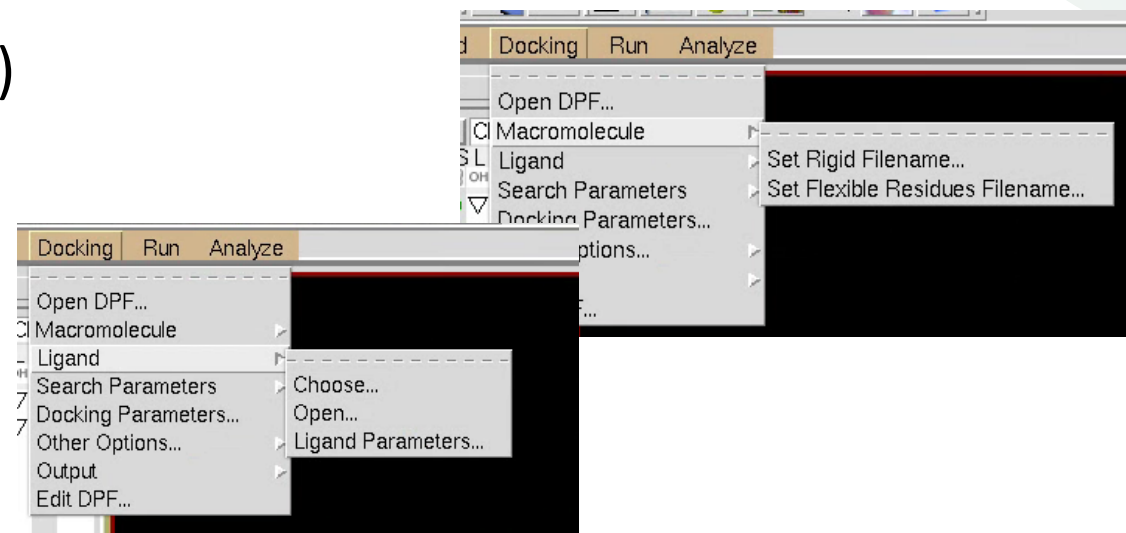 )
Docking Run Analyze
Open DPF...
Macromolecule
Ligand
Search Parameters
Docking Parameters...
ptions...
Set Rigid Filename...
Set Flexible Residues Filename...
Docking Run Analyze
Open DPF...
Macromolecule
Ligand
Search Parameters
Docking Parameters...
Other Options...
Output
Edit DPF...
Choose...
Open...
Ligand Parameters...